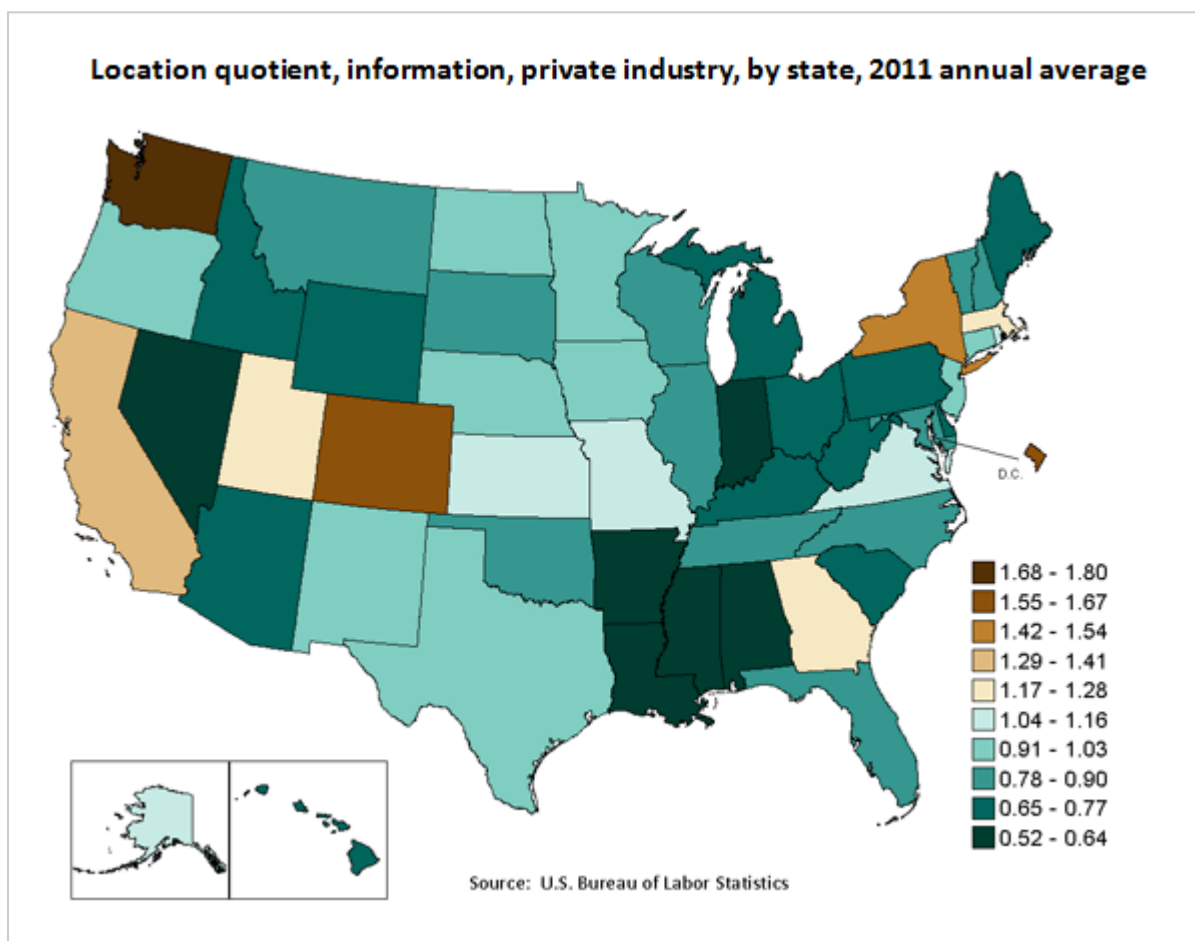 Location quotient, information, private industry, by state, 2011 annual average
D.C.
1.68 - 1.80
1.55 - 1.67
1.42 - 1.54
1.29 - 1.41
1.17 - 1.28
1.04 - 1.16
0.91 - 1.03
0.78 - 0.90
0.65 - 0.77
0.52 - 0.64
Source:  U.S. Bureau of Labor Statistics